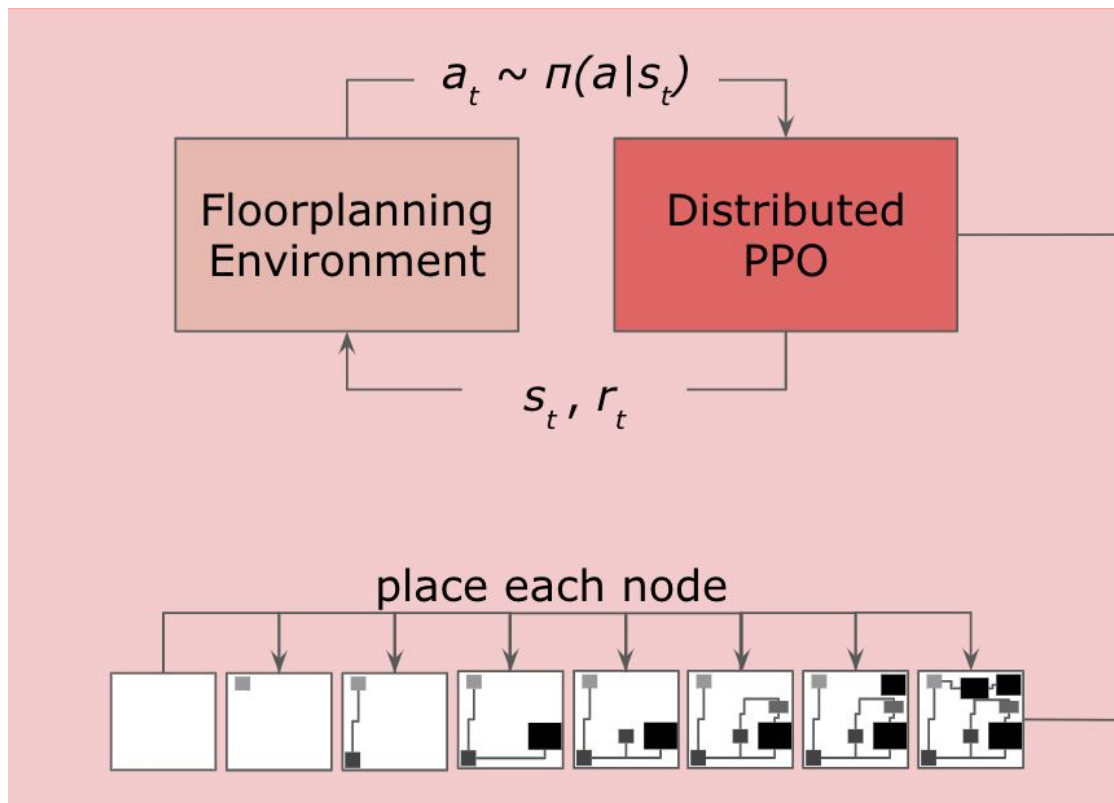 a_t ~ π(a|s_t)
Floorplanning
Environment
Distributed
PPO
s_t, r_t
place each node